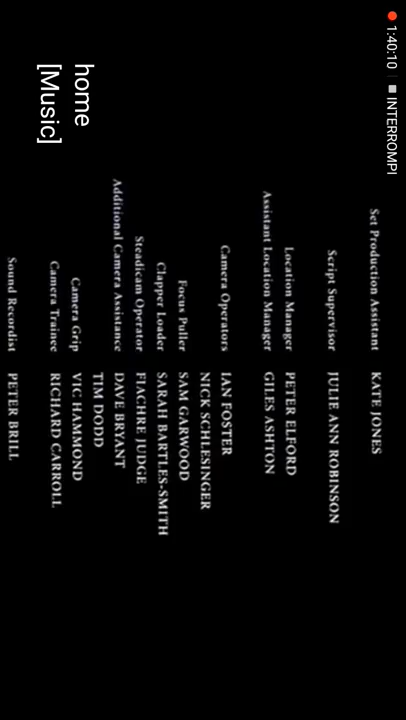 1:40:10 INTERROMPI
Set Production Assistant KATE JONES
Script Supervisor JULIE ANN ROBINSON
Location Manager PETER ELFORD
Assistant Location Manager GILES ASHTON
Camera Operators IAN FOSTER
NICK SCHLESINGER
Focus Puller SAM GARWOOD
Clapper Loader SARAH BARTLES-SMITH
Steadicam Operator FIACHRE JUDGE
Additional Camera Assistance DAVE BRYANT
TIM DODD
Camera Grip VIC HAMMOND
Camera Trainee RICHARD CARROLL
Sound Recordist PETER BRILL
home
[Music]